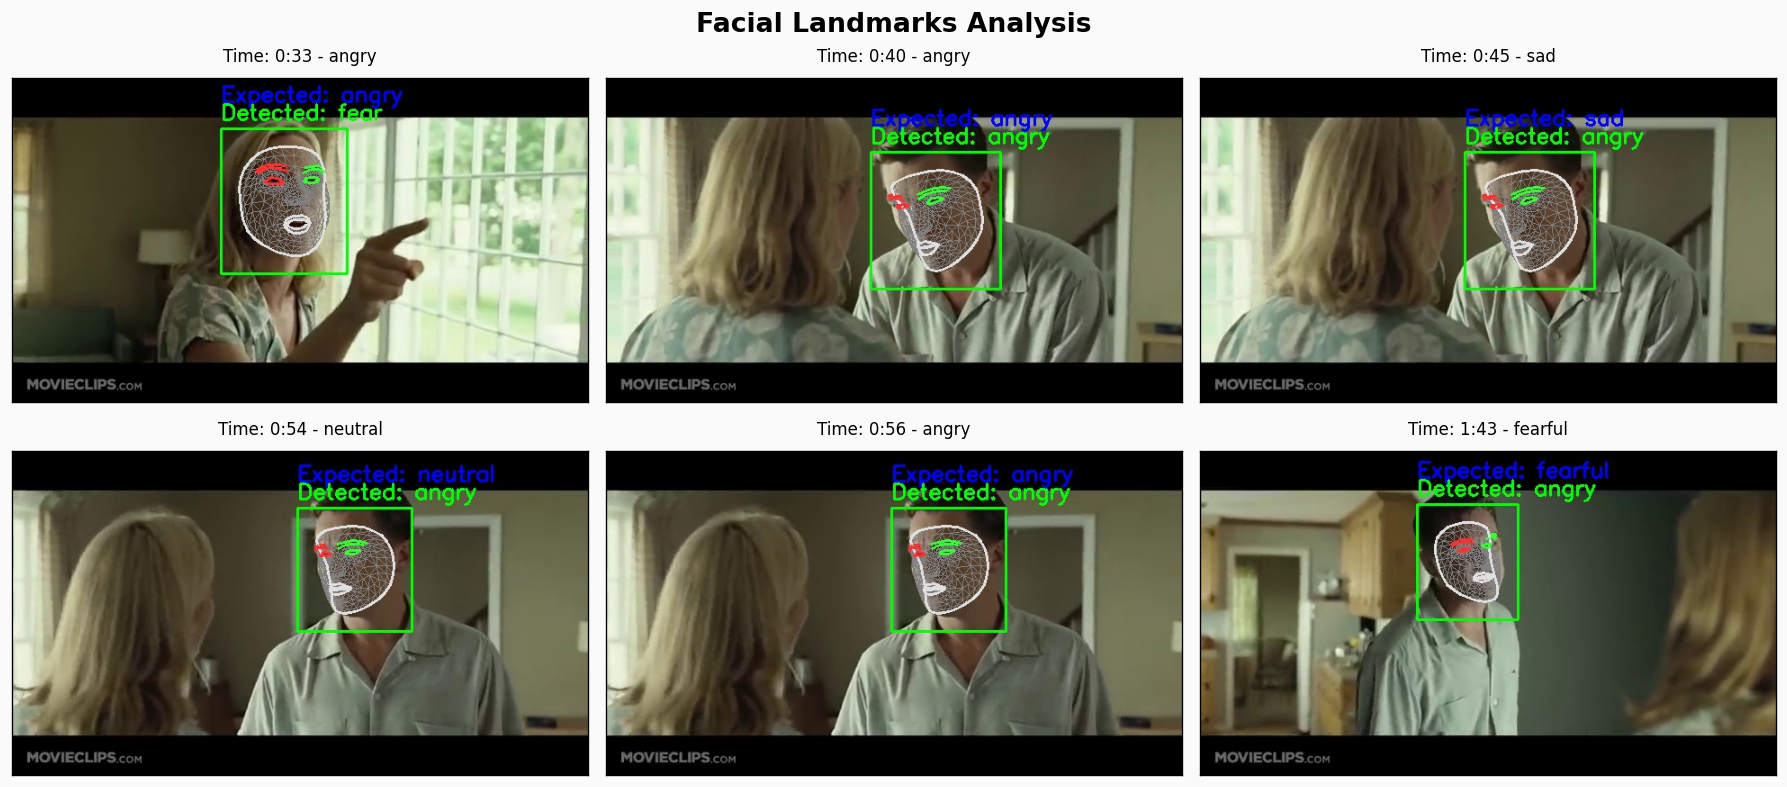 Facial Landmarks Analysis
Time: 0:33 - angry
Expected: angry
Detected: fear
MOVIECLIPS.COM
Time: 0:40 - angry
Expected: angry
Detected: angry
MOVIECLIPS.COM
Time: 0:45 - sad
Expected: sad
Detected: angry
MOVIECLIPS.COM
Time: 0:54 - neutral
Expected: neutral
Detected: angry
MOVIECLIPS.COM
Time: 0:56 - angry
Expected: angry
Detected: angry
MOVIECLIPS.COM
Time: 1:43 - fearful
Expected: fearful
Detected: angry
MOVIECLIPS.COM